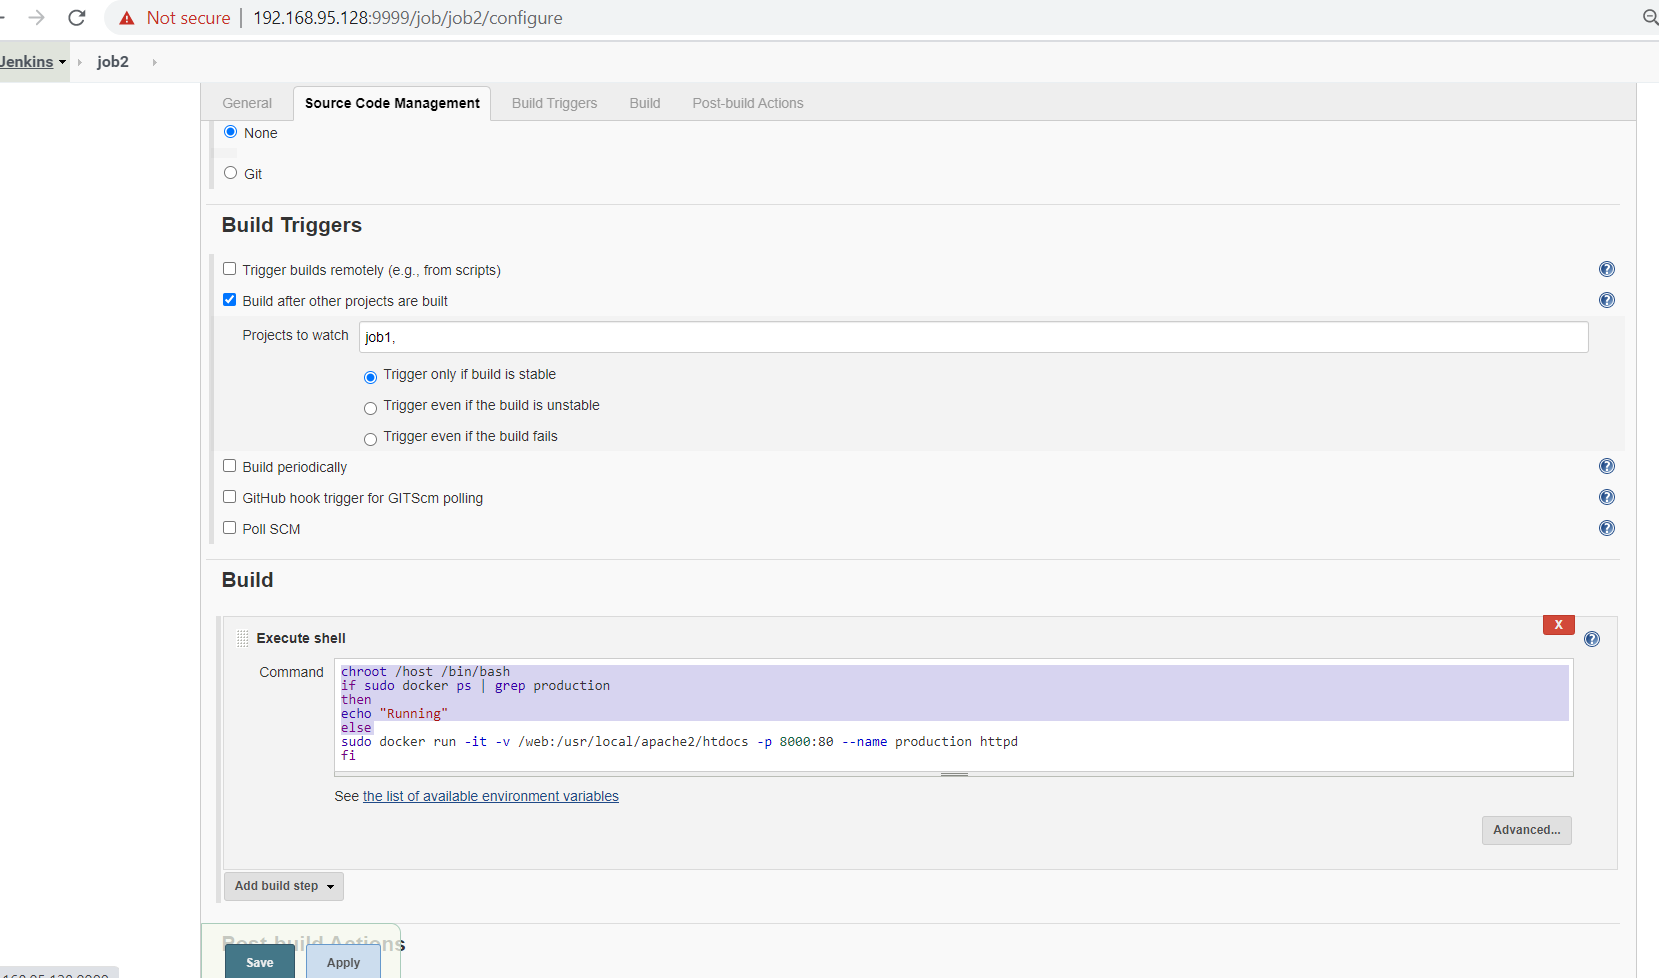 Not secure | 192.168.95.128:9999/job/job2/configure
Jenkins job2
General Source Code Management Build Triggers Build Post-build Actions
None
Git
Build Triggers
Trigger builds remotely (e.g., from scripts)
Build after other projects are built
Projects to watch job1,
Trigger only if build is stable
Trigger even if the build is unstable
Trigger even if the build fails
Build periodically
GitHub hook trigger for GITScm polling
Poll SCM
Build
X
Execute shell
Command
chroot /host /bin/bash
if sudo docker ps | grep production
then
echo "Running"
else
sudo docker run -it -v /web:/usr/local/apache2/htdocs -p 8000:80 --name production httpd
fi
See the list of available environment variables
Advanced...
Add build step
Post-build Actions
Save Apply